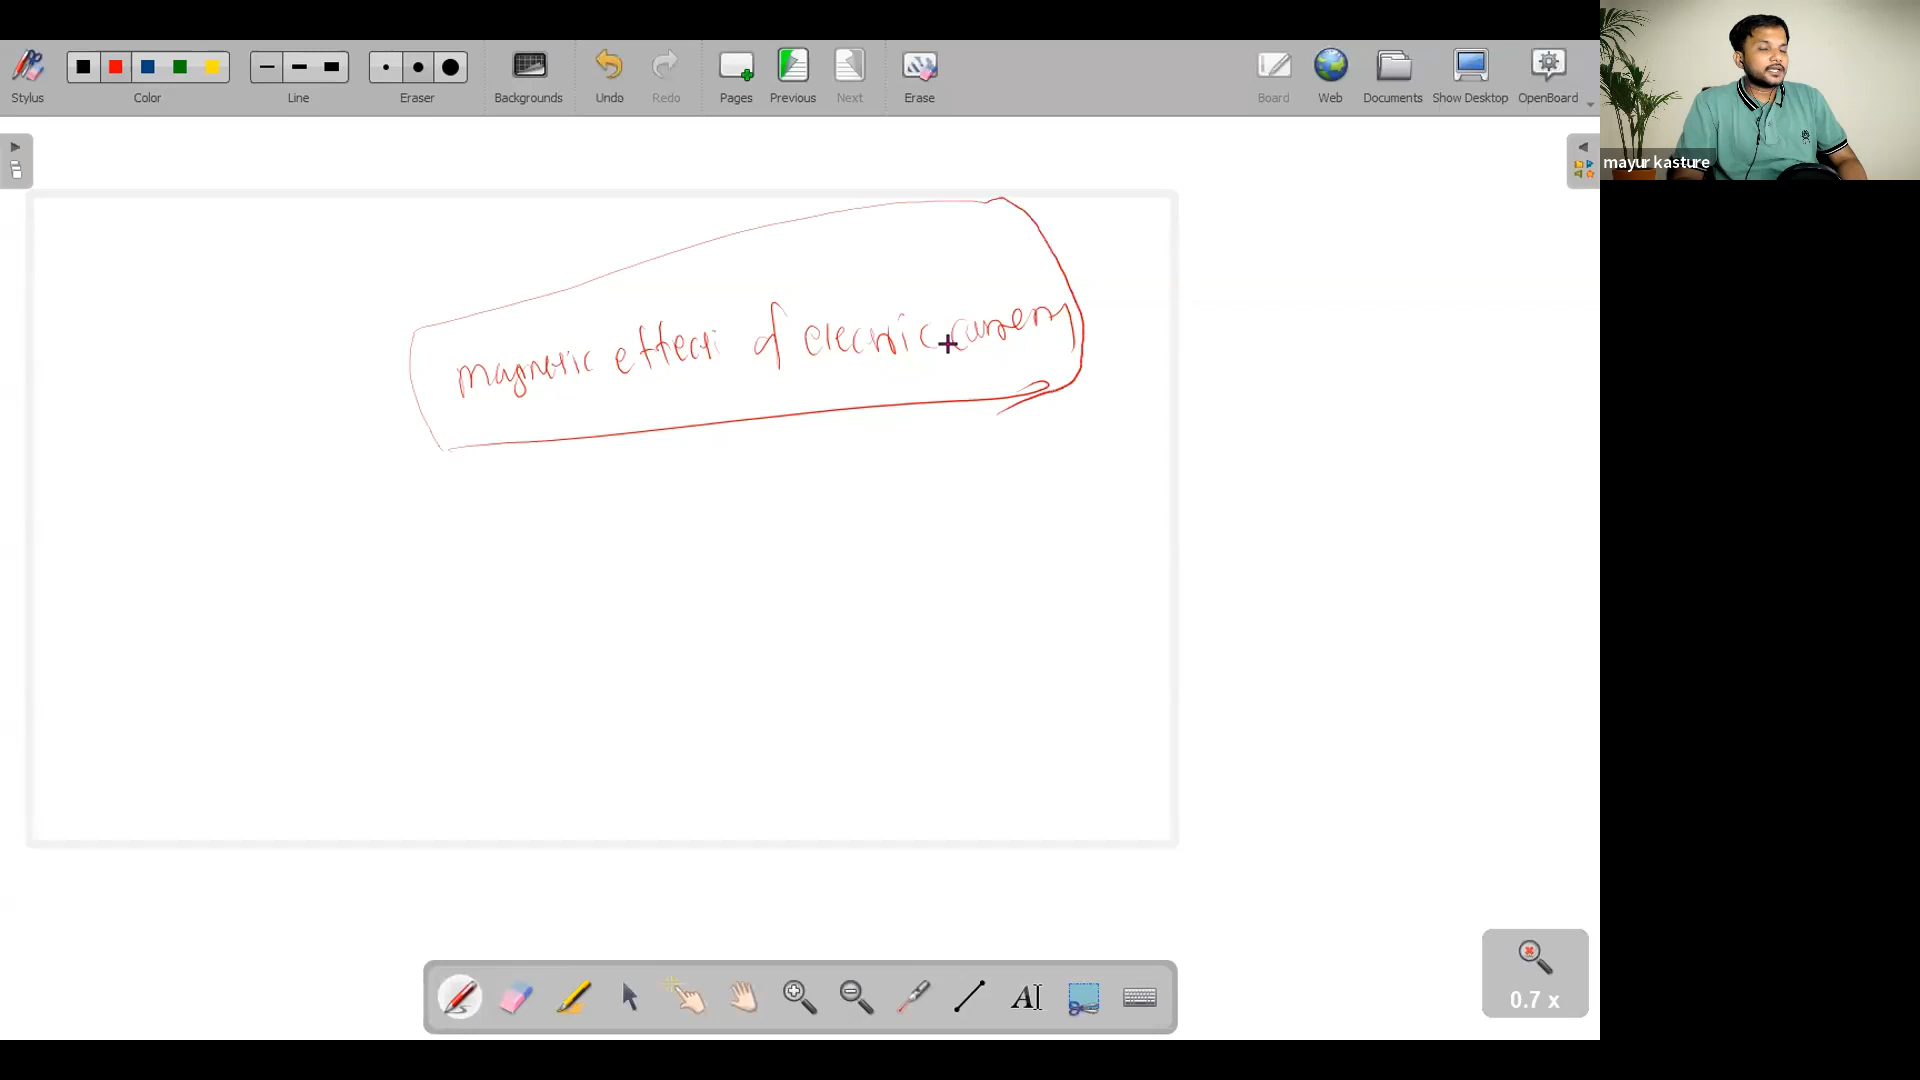 Stylus
Color
Line
Eraser
Backgrounds
Undo
Redo
Pages
Previous
Next
Erase
Board
Web
Documents
Show Desktop
OpenBoard
mayur kasture
magnetic effect of electric current
AI
0.7 x